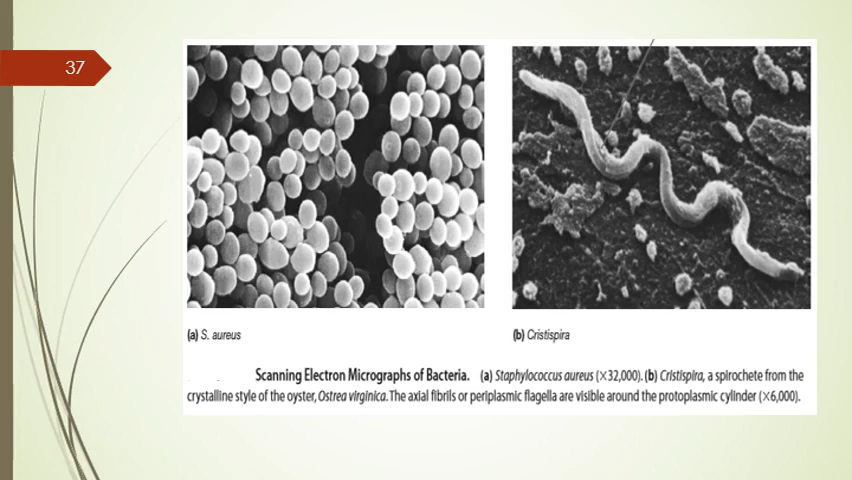 37
(a) S. aureus
(b) Cristispira
Scanning Electron Micrographs of Bacteria. (a) Staphylococcus aureus (×32,000). (b) Cristispira, a spirochete from the
crystalline style of the oyster, Ostrea virginica. The axial fibrils or periplasmic flagella are visible around the protoplasmic cylinder (×6,000).